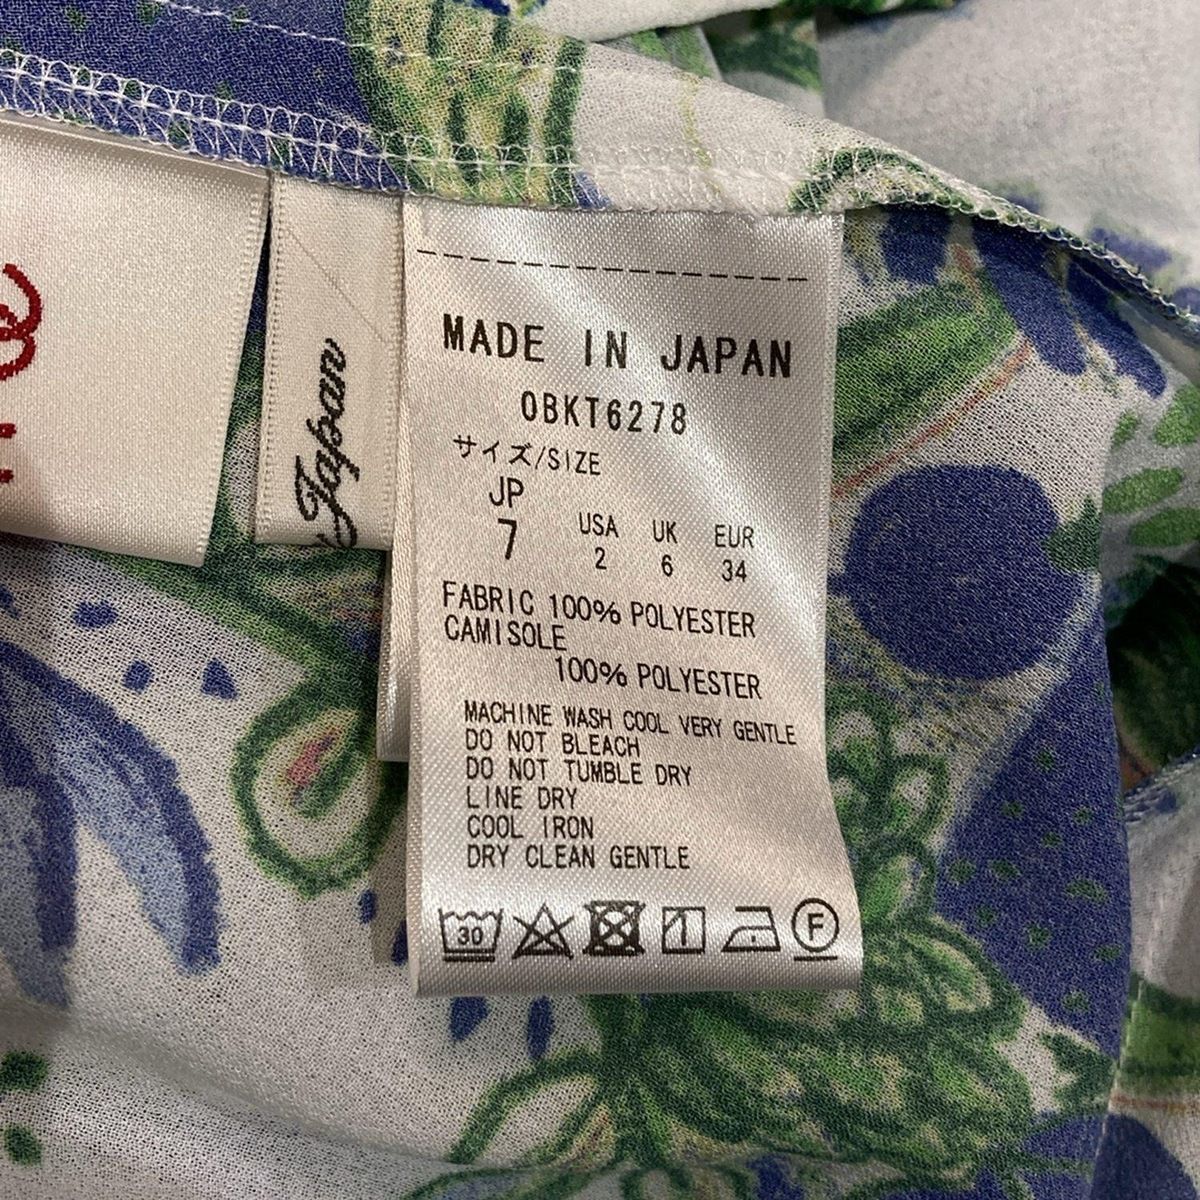 MADE IN JAPAN
0BKT6278
サイズ/SIZE
JP USA UK EUR
7 2 6 34
FABRIC 100% POLYESTER
CAMISOLE
100% POLYESTER
MACHINE WASH COOL VERY GENTLE
DO NOT BLEACH
DO NOT TUMBLE DRY
LINE DRY
COOL IRON
DRY CLEAN GENTLE
30 F
Japan